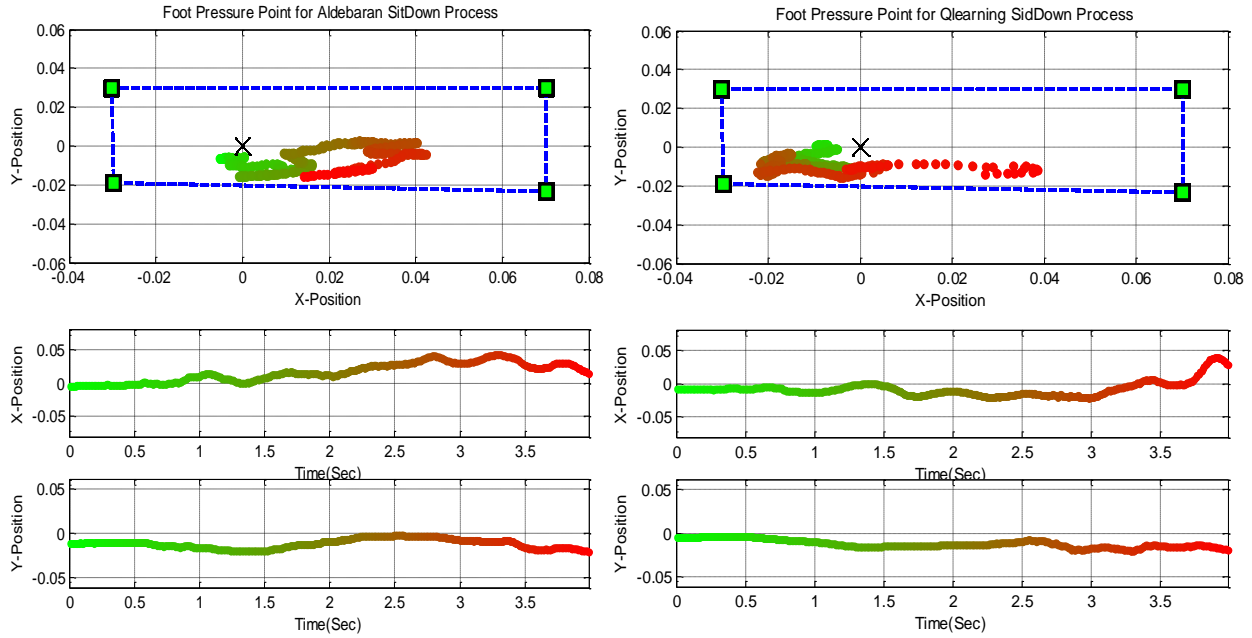 Foot Pressure Point for Aldebaran SitDown Process
0.06
0.04
0.02
0
-0.02
-0.04
-0.06
Y-Position
-0.04 -0.02 0 0.02 0.04 0.06 0.08
X-Position
0.05
0
-0.05
X-Position
0 0.5 1 1.5 2 2.5 3 3.5
Time(Sec)
0.05
0
-0.05
Y-Position
0 0.5 1 1.5 2 2.5 3 3.5
Time(Sec)
Foot Pressure Point for Qlearning SidDown Process
0.06
0.04
0.02
0
-0.02
-0.04
-0.06
Y-Position
-0.04 -0.02 0 0.02 0.04 0.06 0.08
X-Position
0.05
0
-0.05
X-Position
0 0.5 1 1.5 2 2.5 3 3.5
Time(Sec)
0.05
0
-0.05
Y-Position
0 0.5 1 1.5 2 2.5 3 3.5
Time(Sec)